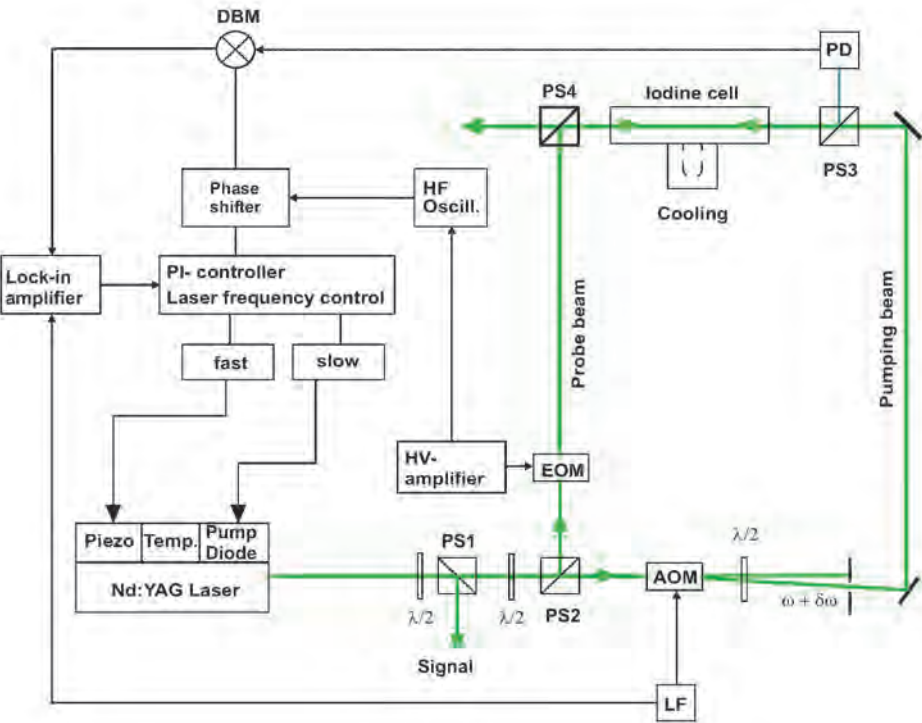 DBM
PD
PS4
Iodine cell
PS3
Cooling
Phase
shifter
HF
Oscill.
Lock-in
amplifier
PI- controller
Laser frequency control
fast
slow
Probe beam
Pumping beam
HV-
amplifier
EOM
Piezo
Temp.
Pump
Diode
Nd:YAG Laser
PS1
λ/2
λ/2
PS2
AOM
λ/2
ω + δω
Signal
LF